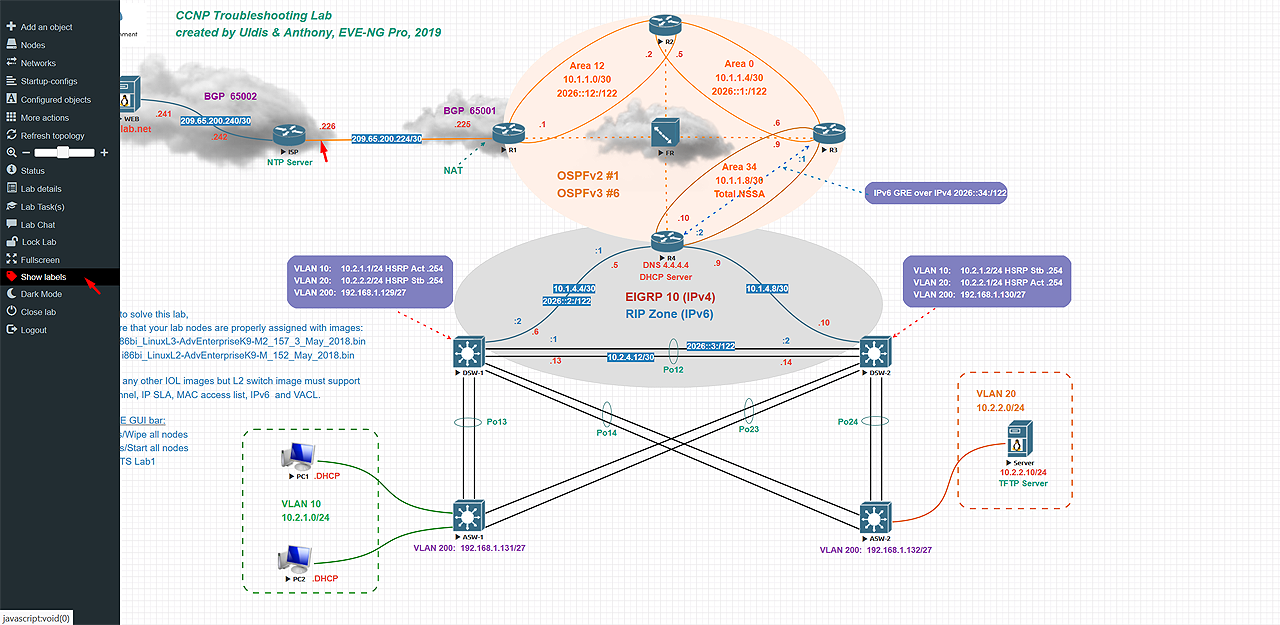 CCNP Troubleshooting Lab
created by Uldis & Anthony, EVE-NG Pro, 2019
Add an object
Nodes
Networks
Startup-configs
Configured objects
More actions
Refresh topology
Status
Lab details
Lab Task(s)
Lab Chat
Lock Lab
Fullscreen
Show labels
Dark Mode
Close lab
Logout
javascript:void(0)
nment
WEB
lab.net
.241
BGP 65002
209.65.200.240/30
.242
ISP
NTP Server
.226
209.65.200.224/30
BGP 65001
.225
R1
.1
NAT
R2
.2
.5
Area 12
10.1.1.0/30
2026::12:/122
Area 0
10.1.1.4/30
2026::1:/122
FR
.6
.9
R3
:1
OSPFv2 #1
OSPFv3 #6
Area 34
10.1.1.8/30
Total NSSA
IPv6 GRE over IPv4 2026::34:/122
.10
:2
R4
DNS 4.4.4.4
DHCP Server
:1
.5
.9
10.1.4.4/30
2026::2:/122
10.1.4.8/30
EIGRP 10 (IPv4)
RIP Zone (IPv6)
:2
.6
.10
VLAN 10: 10.2.1.1/24 HSRP Act .254
VLAN 20: 10.2.2.2/24 HSRP Stb .254
VLAN 200: 192.168.1.129/27
VLAN 10: 10.2.1.2/24 HSRP Stb .254
VLAN 20: 10.2.2.1/24 HSRP Act .254
VLAN 200: 192.168.1.130/27
DSW-1
:1
.13
2026::3:/122
10.2.4.12/30
:2
.14
Po12
DSW-2
to solve this lab,
re that your lab nodes are properly assigned with images:
86bi_LinuxL3-AdvEnterpriseK9-M2_157_3_May_2018.bin
i86bi_LinuxL2-AdvEnterpriseK9-M_152_May_2018.bin
any other IOL images but L2 switch image must support
nnel, IP SLA, MAC access list, IPv6 and VACL.
E GUI bar:
s/Wipe all nodes
s/Start all nodes
TS Lab1
Po13
Po14
Po23
Po24
PC1
.DHCP
VLAN 10
10.2.1.0/24
PC2
.DHCP
ASW-1
VLAN 200: 192.168.1.131/27
ASW-2
VLAN 200: 192.168.1.132/27
VLAN 20
10.2.2.0/24
Server
10.2.2.10/24
TFTP Server